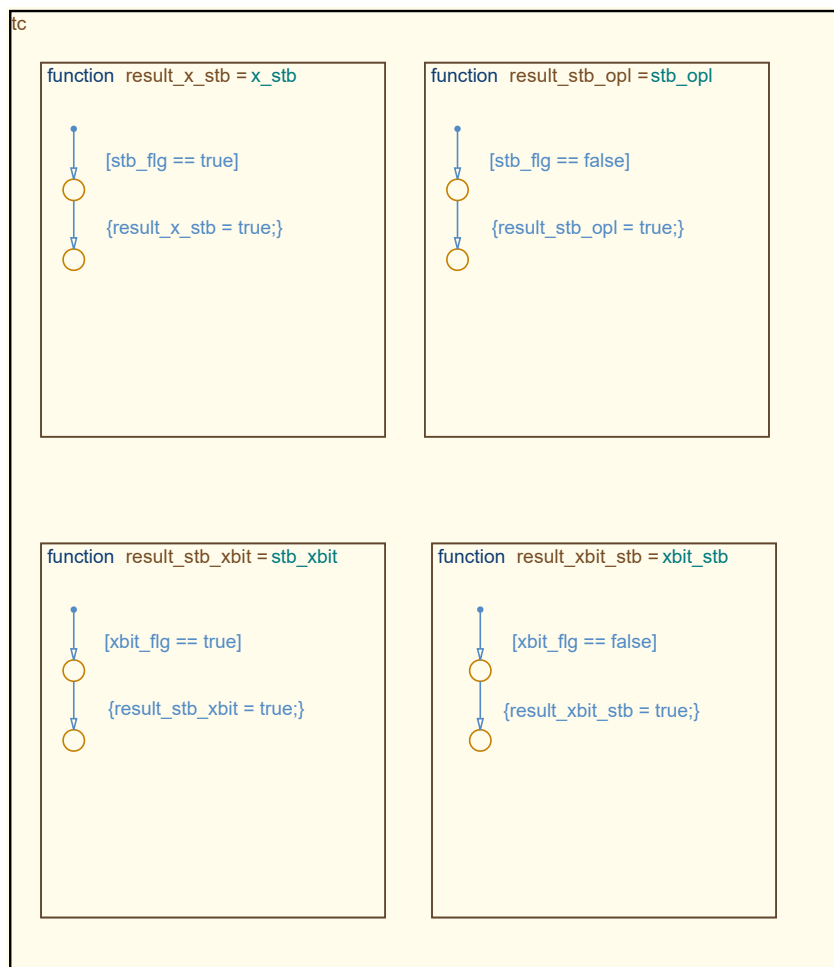 tc
function result_x_stb = x_stb
[stb_flg == true]
{result_x_stb = true;}
function result_stb_opl = stb_opl
[stb_flg == false]
{result_stb_opl = true;}
function result_stb_xbit = stb_xbit
[xbit_flg == true]
{result_stb_xbit = true;}
function result_xbit_stb = xbit_stb
[xbit_flg == false]
{result_xbit_stb = true;}